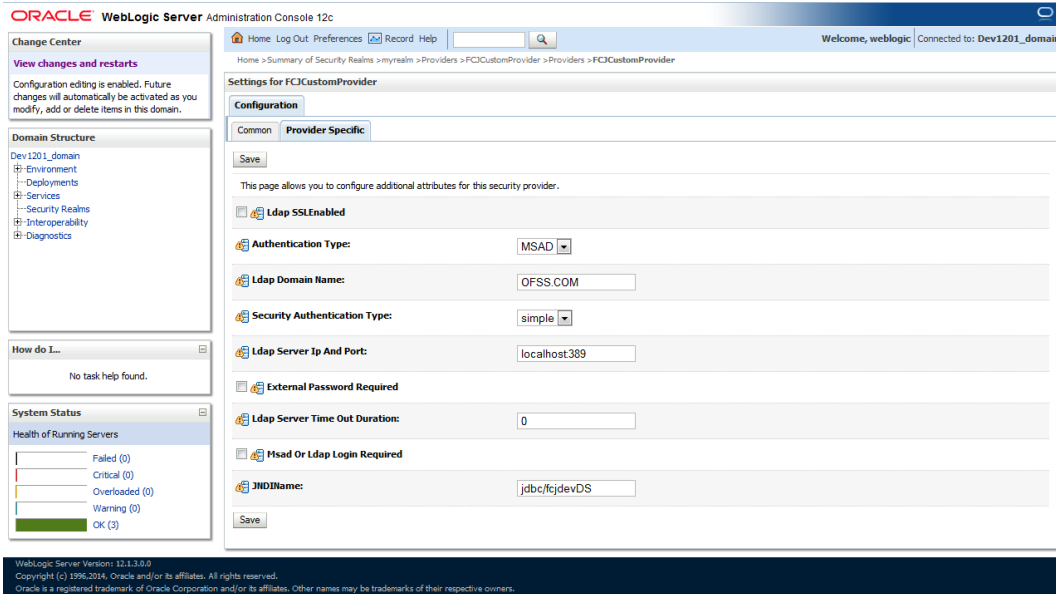 ORACLE WebLogic Server Administration Console 12c
Change Center
View changes and restarts
Configuration editing is enabled. Future
changes will automatically be activated as you
modify, add or delete items in this domain.
Domain Structure
Dev1201_domain
Environment
Deployments
Services
Security Realms
Interoperability
Diagnostics
How do I...
No task help found.
System Status
Health of Running Servers
Failed (0)
Critical (0)
Overloaded (0)
Warning (0)
OK (3)
Home Log Out Preferences Record Help
Welcome, weblogic Connected to: Dev1201_domain
Home >Summary of Security Realms >myrealm >Providers >FCJCustomProvider >Providers >FCJCustomProvider
Settings for FCJCustomProvider
Configuration
Common Provider Specific
Save
This page allows you to configure additional attributes for this security provider.
Ldap SSLEnabled
Authentication Type: MSAD
Ldap Domain Name: OFSS.COM
Security Authentication Type: simple
Ldap Server Ip And Port: localhost:389
External Password Required
Ldap Server Time Out Duration: 0
Msad Or Ldap Login Required
JNDIName: jdbc/fcjdevDS
Save
WebLogic Server Version: 12.1.3.0.0
Copyright (c) 1996,2014, Oracle and/or its affiliates. All rights reserved.
Oracle is a registered trademark of Oracle Corporation and/or its affiliates. Other names may be trademarks of their respective owners.